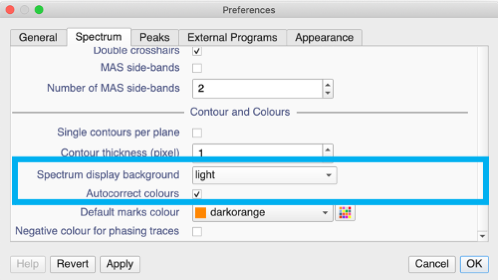 Preferences
General Spectrum Peaks External Programs Appearance
Double crosshairs
MAS side-bands
Number of MAS side-bands 2
Contour and Colours
Single contours per plane
Contour thickness (pixel) 1
Spectrum display background light
Autocorrect colours
Default marks colour darkorange
Negative colour for phasing traces
Help Revert Apply Cancel OK